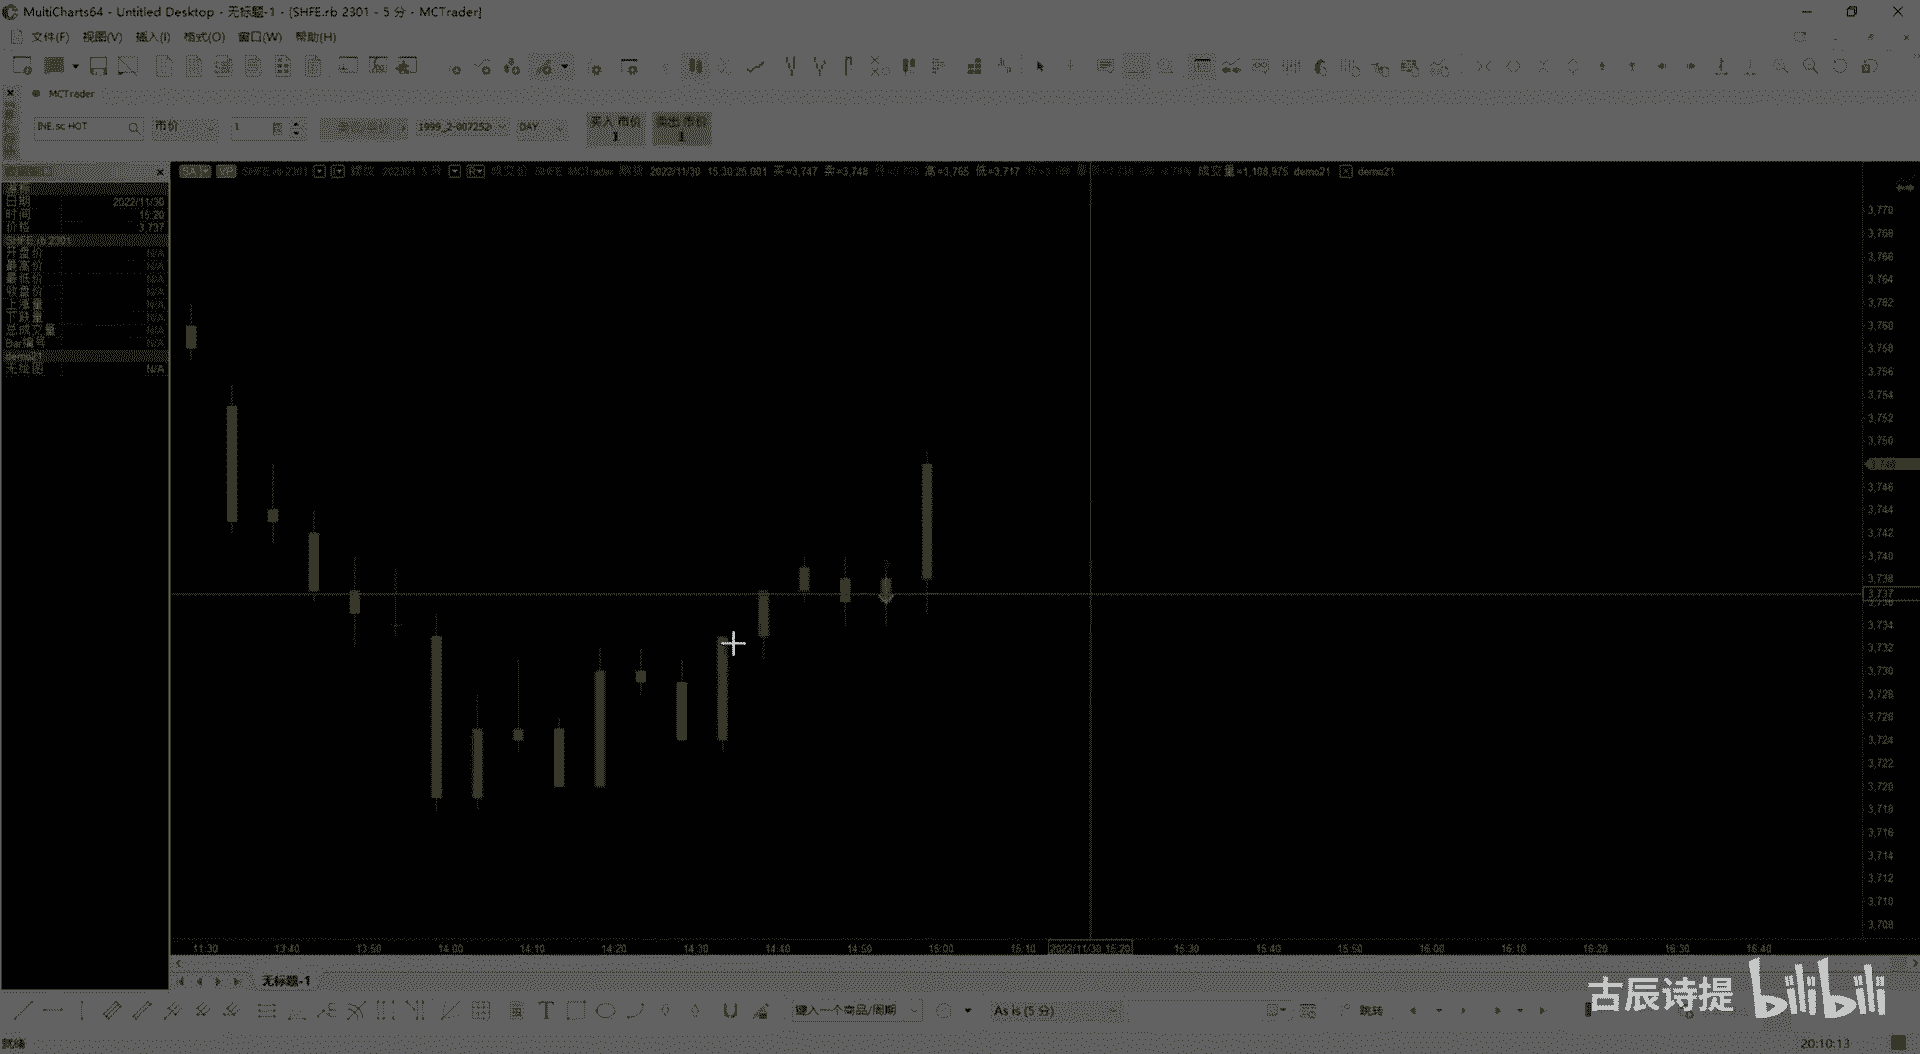 MultiCharts64 - Untitled Desktop - 无标题-1 - [SHFE.rb 2301 - 5 分 - MCTrader]
文件(F) 视图(V) 插入(I) 格式(O) 窗口(W) 帮助(H)
MCTrader
INE.sc HOT 市价 1 DAY 买入 市价 1 卖出 市价 1
SA VP SHFE.rb 2301 2022/11/30 15:30:25.001 买=3,747 卖=3,748 高=3,765 低=3,717 成交量=1,108,975 demo21 demo21
日期 2022/11/30
时间 15:20
价格 3,737
SHFE.rb 2301
开盘价 N/A
最高价 N/A
最低价 N/A
收盘价 N/A
上涨量 N/A
下跌量 N/A
总成交量 N/A
Bar编号 N/A
demo21
无绘图 N/A
3,770
3,768
3,766
3,764
3,762
3,760
3,758
3,756
3,754
3,752
3,750
3,746
3,744
3,742
3,740
3,738
3,737
3,734
3,732
3,730
3,728
3,726
3,724
3,722
3,720
3,718
3,716
3,714
3,712
3,710
3,708
11:30 13:40 13:50 14:00 14:10 14:20 14:30 14:40 14:50 15:00 15:10 2022/11/30 15:20 15:30 15:40 15:50 16:00 16:10 16:20 16:30 16:40
无标题-1
键入一个商品/周期 As is (5 分) 跳转
古辰诗提 bilibili
就绪 20:10:13